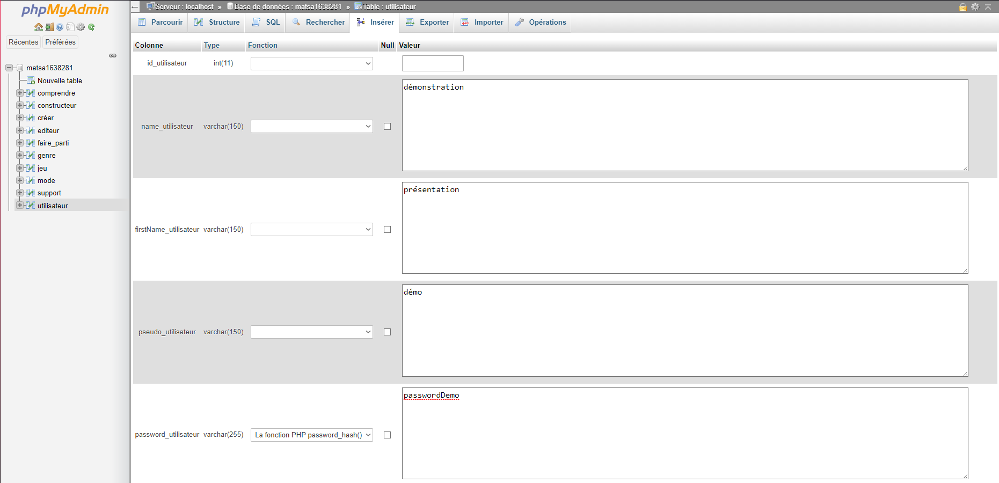 phpMyAdmin
Récentes Préférées
matsa1638281
Nouvelle table
comprendre
constructeur
créer
editeur
faire_parti
genre
jeu
mode
support
utilisateur
Serveur : localhost » Base de données : matsa1638281 » Table : utilisateur
Parcourir Structure SQL Rechercher Insérer Exporter Importer Opérations
Colonne Type Fonction Null Valeur
id_utilisateur int(11)
name_utilisateur varchar(150) démonstration
firstName_utilisateur varchar(150) présentation
pseudo_utilisateur varchar(150) démo
password_utilisateur varchar(255) La fonction PHP password_hash() passwordDemo